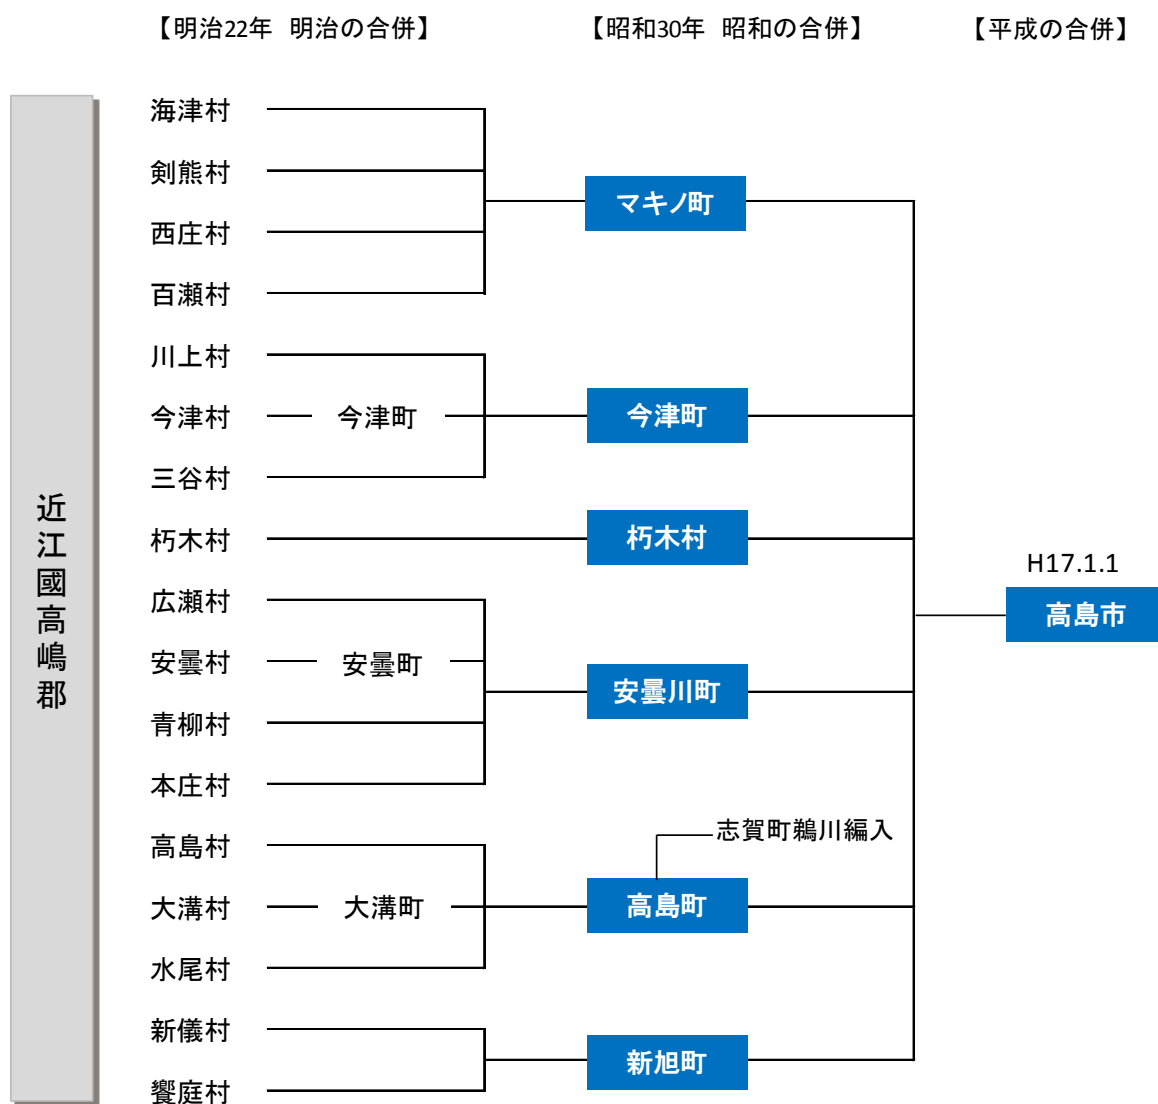 【明治22年 明治の合併】
【昭和30年 昭和の合併】
【平成の合併】
近江國高嶋郡
海津村
剣熊村
西庄村
百瀬村
川上村
今津村
今津町
三谷村
朽木村
広瀬村
安曇村
安曇町
青柳村
本庄村
高島村
大溝村
大溝町
水尾村
新儀村
饗庭村
マキノ町
今津町
朽木村
安曇川町
志賀町鵜川編入
高島町
新旭町
H17.1.1
高島市